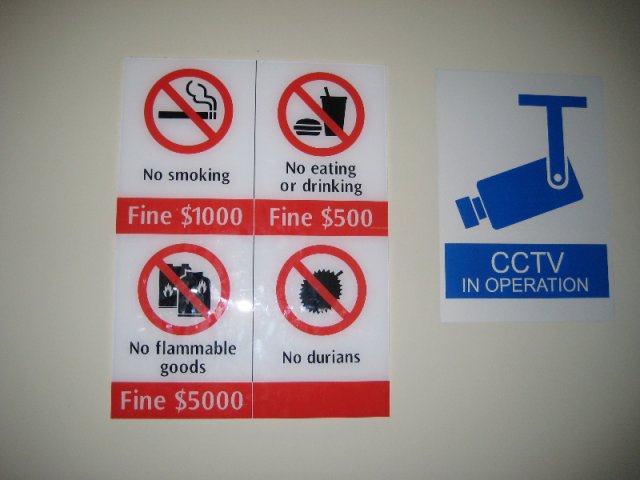 No smoking
Fine $1000
No eating
or drinking
Fine $500
No flammable
goods
Fine $5000
No durians
CCTV
IN OPERATION